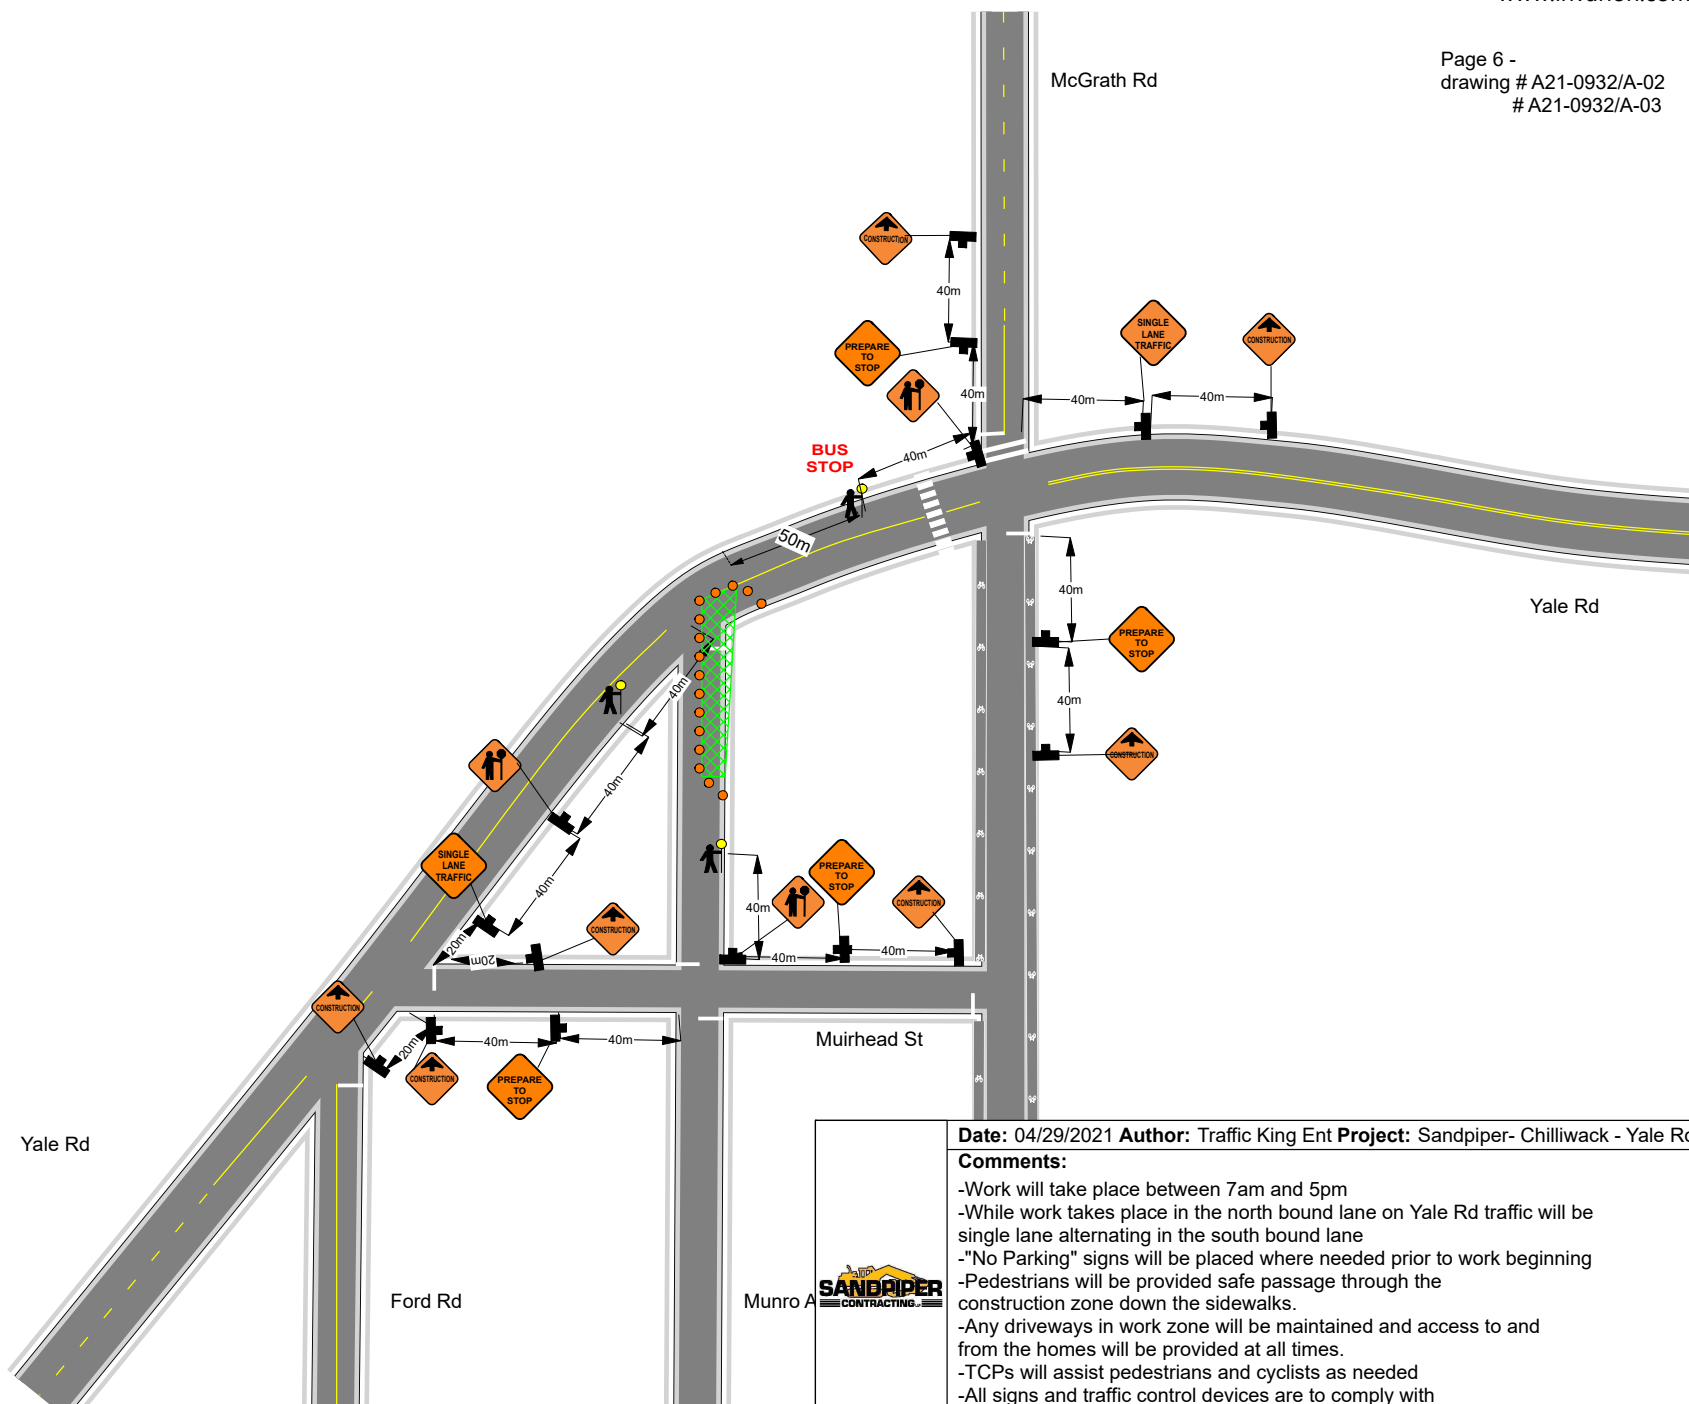 Page 6 -
drawing # A21-0932/A-02
# A21-0932/A-03
McGrath Rd
CONSTRUCTION
40m
PREPARE
TO
STOP
40m
SINGLE
LANE
TRAFFIC
CONSTRUCTION
40m
40m
BUS
STOP
40m
50m
40m
PREPARE
TO
STOP
40m
CONSTRUCTION
Yale Rd
40m
40m
SINGLE
LANE
TRAFFIC
40m
20m
CONSTRUCTION
20m
40m
PREPARE
TO
STOP
CONSTRUCTION
40m
40m
CONSTRUCTION
20m
CONSTRUCTION
40m
PREPARE
TO
STOP
40m
Muirhead St
Yale Rd
Ford Rd
Munro A
SANDPIPER
CONTRACTING
Date: 04/29/2021 Author: Traffic King Ent Project: Sandpiper- Chilliwack - Yale Rd
Comments:
-Work will take place between 7am and 5pm
-While work takes place in the north bound lane on Yale Rd traffic will be
single lane alternating in the south bound lane
-"No Parking" signs will be placed where needed prior to work beginning
-Pedestrians will be provided safe passage through the
construction zone down the sidewalks.
-Any driveways in work zone will be maintained and access to and
from the homes will be provided at all times.
-TCPs will assist pedestrians and cyclists as needed
-All signs and traffic control devices are to comply with